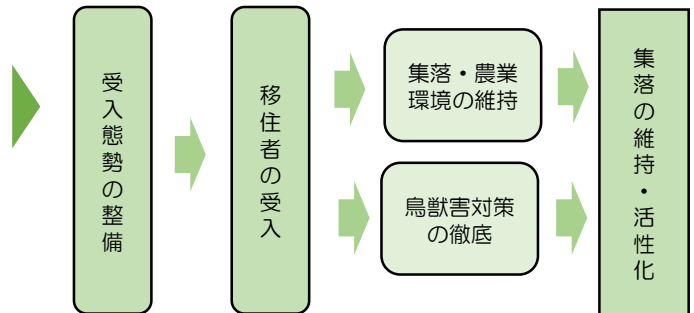 受入態勢の整備
移住者の受入
集落・農業
環境の維持
鳥獣害対策
の徹底
集落の維持・活性化